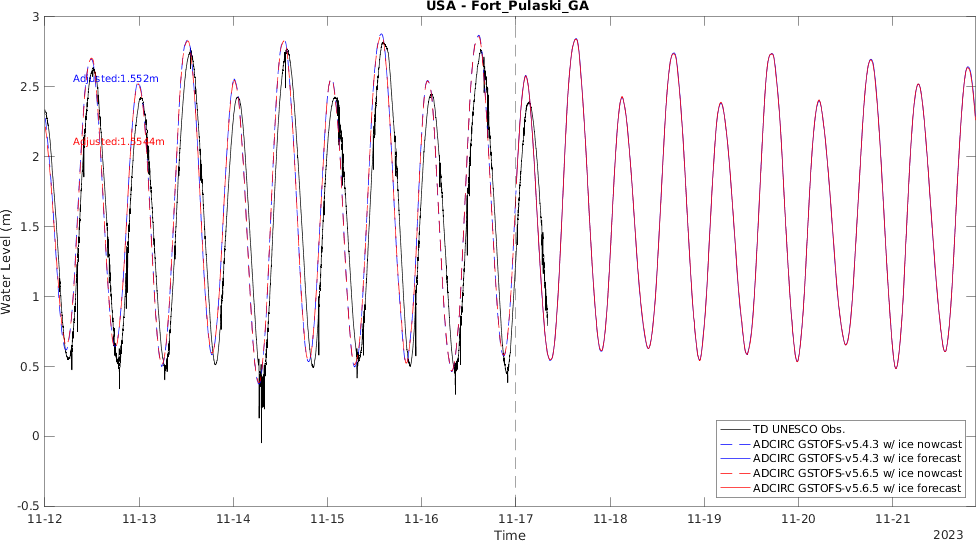 USA - Fort_Pulaski_GA
3
2.5
2
1.5
1
0.5
0
-0.5
Water Level (m)
Adjusted:1.552m
Adjusted:1.5544m
TD UNESCO Obs.
ADCIRC GSTOFS-v5.4.3 w/ ice nowcast
ADCIRC GSTOFS-v5.4.3 w/ ice forecast
ADCIRC GSTOFS-v5.6.5 w/ ice nowcast
ADCIRC GSTOFS-v5.6.5 w/ ice forecast
11-12 11-13 11-14 11-15 11-16 11-17 11-18 11-19 11-20 11-21
Time
2023